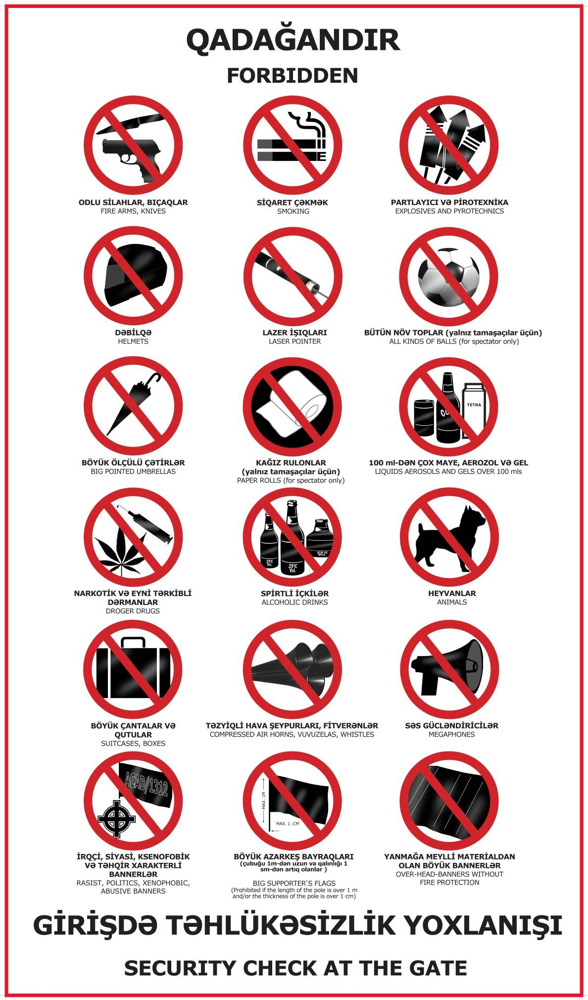 QADAĞANDIR
FORBIDDEN
ODLU SİLAHLAR, BIÇAQLAR
FIRE ARMS, KNIVES
SİQARET ÇƏKMƏK
SMOKING
PARTLAYICI VƏ PİROTEXNİKA
EXPLOSIVES AND PYROTECHNICS
DƏBİLQƏ
HELMETS
LAZER İŞIQLARI
LASER POINTER
BÜTÜN NÖV TOPLAR (yalnız tamaşaçılar üçün)
ALL KINDS OF BALLS (for spectator only)
BÖYÜK ÖLÇÜLÜ ÇƏTİRLƏR
BIG POINTED UMBRELLAS
KAĞIZ RULONLAR
(yalnız tamaşaçılar üçün)
PAPER ROLLS (for spectator only)
TETRA
100 ml-DƏN ÇOX MAYE, AEROZOL VƏ GEL
LIQUIDS AEROSOLS AND GELS OVER 100 mls
NARKOTİK VƏ EYNİ TƏRKİBLİ
DƏRMANLAR
DROGER DRUGS
25%
Vol.
25%
Vol.
25%
Vol.
SPİRTLİ İÇKİLƏR
ALCOHOLIC DRINKS
HEYVANLAR
ANIMALS
BÖYÜK ÇANTALAR VƏ
QUTULAR
SUITCASES, BOXES
TƏZYİQLİ HAVA ŞEYPURLARI, FİTVERƏNLƏR
COMPRESSED AIR HORNS, VUVUZELAS, WHISTLES
SƏS GÜCLƏNDİRİCİLƏR
MEGAPHONES
ACAB/1312
İRQÇİ, SİYASİ, KSENOFOBİK
VƏ TƏHQİR XARAKTERLİ
BANNERLƏR
RASIST, POLITICS, XENOPHOBIC,
ABUSIVE BANNERS
MAX. 1M
MAX. 1 .CM
BÖYÜK AZARKEŞ BAYRAQLARI
(çubuğu 1m-dən uzun və qalınlığı 1
sm-dən artıq olanlar )
BIG SUPPORTER´S FLAGS
(Prohibited if the length of the pole is over 1 m
and/or the thickness of the pole is over 1 cm)
YANMAĞA MEYLLİ MATERİALDAN
OLAN BÖYÜK BANNERLƏR
OVER-HEAD-BANNERS WITHOUT
FIRE PROTECTION
GİRİŞDƏ TƏHLÜKƏSİZLİK YOXLANIŞI
SECURITY CHECK AT THE GATE